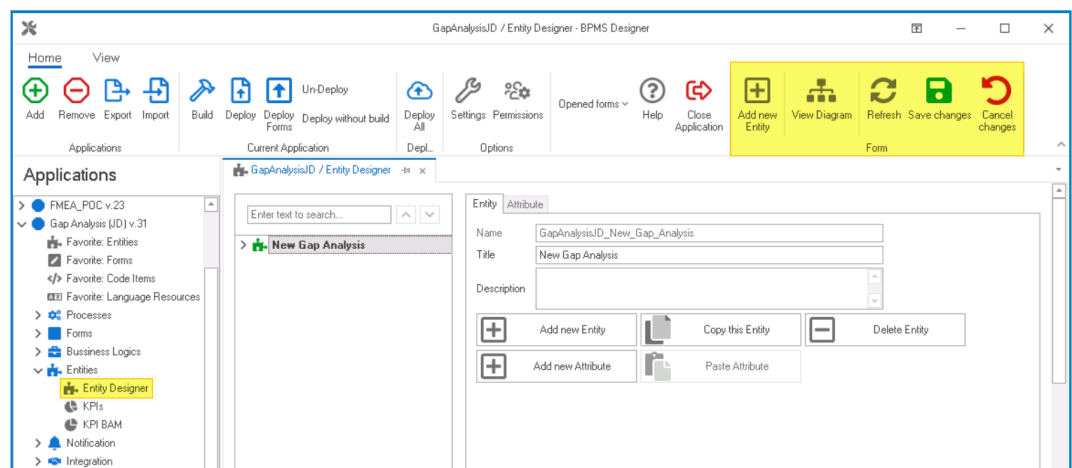 GapAnalysisJD / Entity Designer - BPMS Designer
Home View
Add Remove Export Import
Build Deploy Deploy Forms
Un-Deploy
Deploy without build
Deploy All
Settings Permissions
Opened forms
Help
Close Application
Add new Entity
View Diagram
Refresh Save changes Cancel changes
Applications Current Application Depl... Options Form
Applications
FMEA_POC v.23
Gap Analysis (JD) v.31
Favorite: Entities
Favorite: Forms
Favorite: Code Items
Favorite: Language Resources
Processes
Forms
Bussiness Logics
Entities
Entity Designer
KPIs
KPI BAM
Notification
Integration
GapAnalysisJD / Entity Designer
Enter text to search...
New Gap Analysis
Entity Attribute
Name GapAnalysisJD_New_Gap_Analysis
Title New Gap Analysis
Description
Add new Entity Copy this Entity Delete Entity
Add new Attribute Paste Attribute